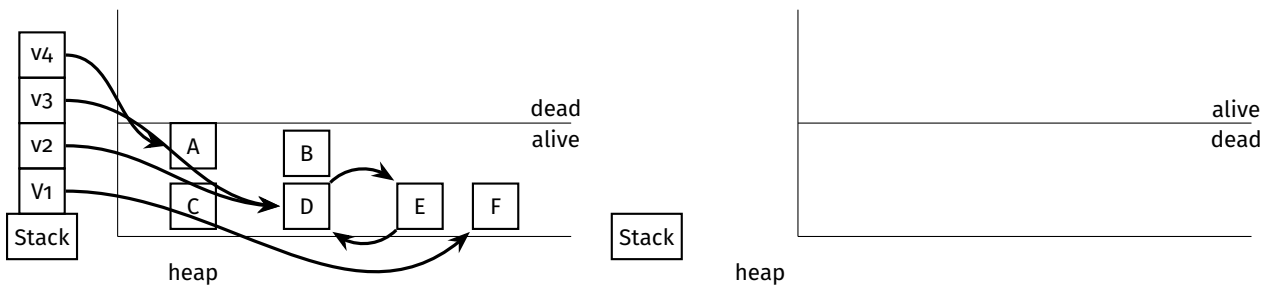 v4
v3
v2
V1
Stack
dead
alive
A
B
C
D
E
F
heap
alive
dead
Stack
heap